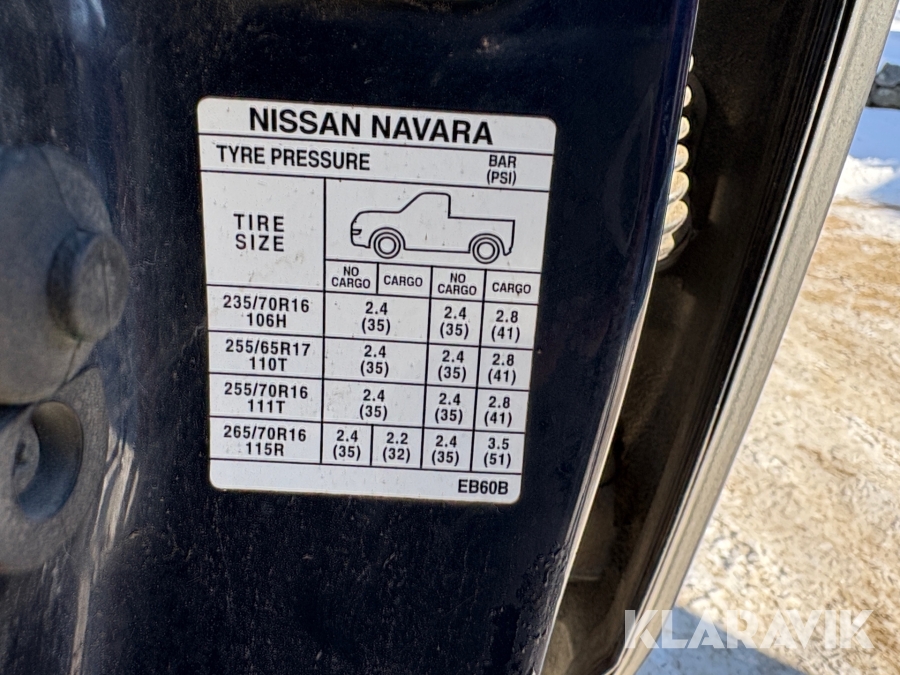 NISSAN NAVARA
TYRE PRESSURE BAR (PSI)
TIRE SIZE
NO CARGO CARGO NO CARGO CARGO
235/70R16 106H 2.4 (35) 2.4 (35) 2.8 (41)
255/65R17 110T 2.4 (35) 2.4 (35) 2.8 (41)
255/70R16 111T 2.4 (35) 2.4 (35) 2.8 (41)
265/70R16 115R 2.4 (35) 2.2 (32) 2.4 (35) 3.5 (51)
EB60B
KLARAVIK